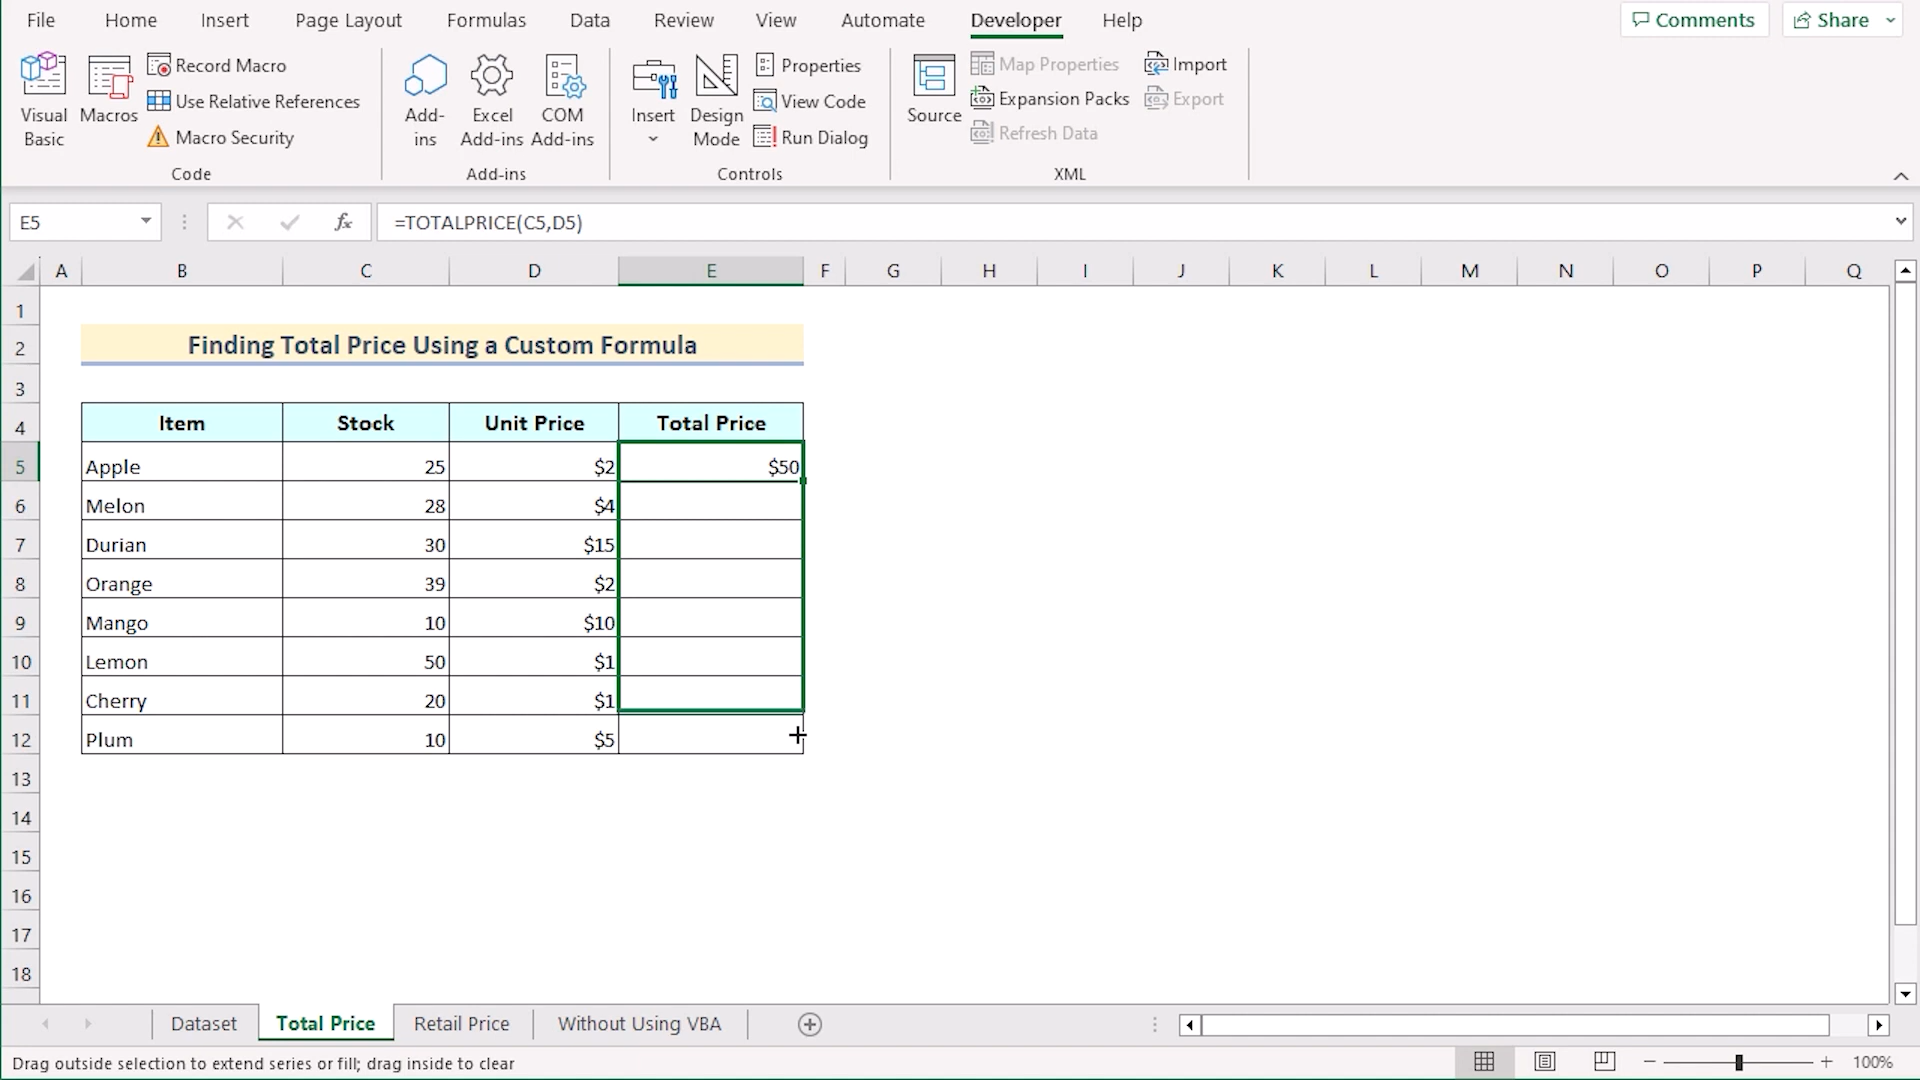 File Home Insert Page Layout Formulas Data Review View Automate Developer Help Comments Share
Visual Basic
Macros
Record Macro
Use Relative References
Macro Security
Code
Add-ins
Excel Add-ins
COM Add-ins
Add-ins
Insert
Design Mode
Properties
View Code
Run Dialog
Controls
Source
Map Properties
Expansion Packs
Refresh Data
Import
Export
XML
E5 fx =TOTALPRICE(C5,D5)
A B C D E F G H I J K L M N O P Q
1
2 Finding Total Price Using a Custom Formula
3
4 Item Stock Unit Price Total Price
5 Apple 25 $2 $50
6 Melon 28 $4
7 Durian 30 $15
8 Orange 39 $2
9 Mango 10 $10
10 Lemon 50 $1
11 Cherry 20 $1
12 Plum 10 $5
13
14
15
16
17
18
Dataset Total Price Retail Price Without Using VBA
Drag outside selection to extend series or fill; drag inside to clear 100%